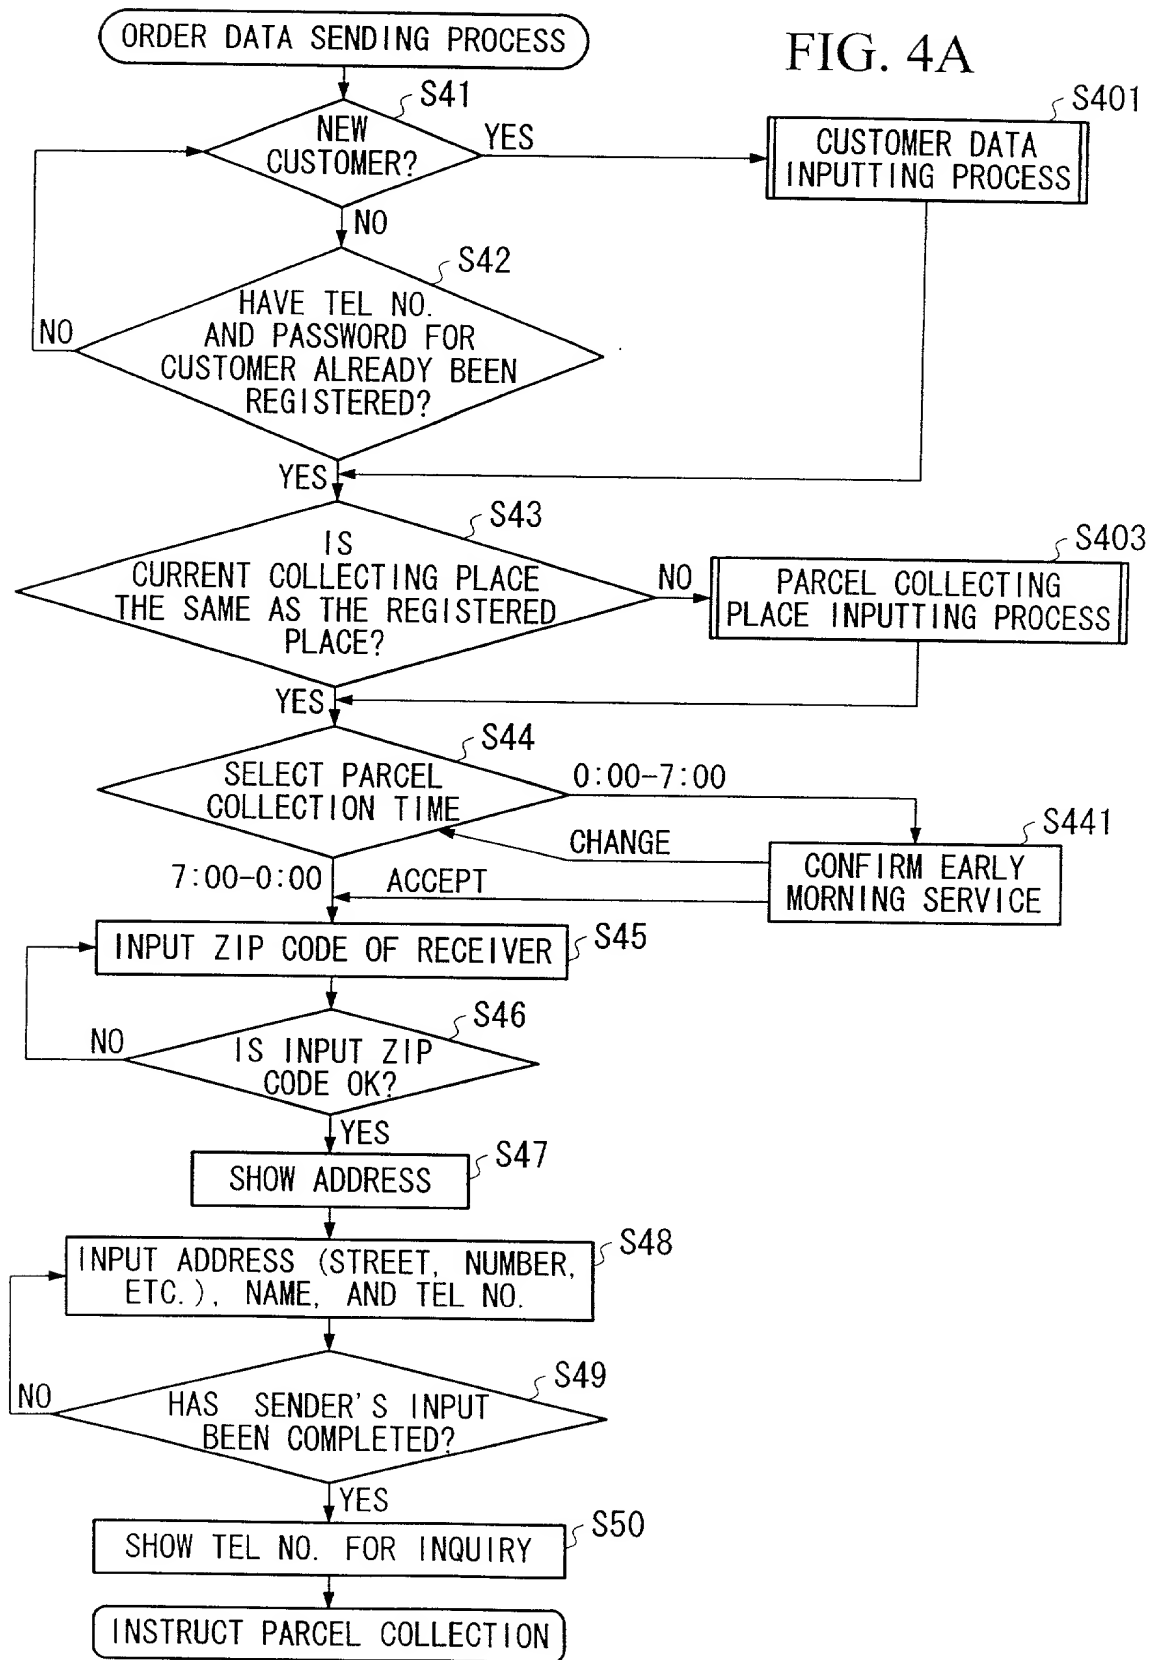 ORDER DATA SENDING PROCESS
FIG. 4A
S41
NEW
CUSTOMER?
YES
S401
CUSTOMER DATA
INPUTTING PROCESS
NO
S42
HAVE TEL NO.
AND PASSWORD FOR
CUSTOMER ALREADY BEEN
REGISTERED?
NO
YES
S43
IS
CURRENT COLLECTING PLACE
THE SAME AS THE REGISTERED
PLACE?
NO
S403
PARCEL COLLECTING
PLACE INPUTTING PROCESS
YES
S44
SELECT PARCEL
COLLECTION TIME
0:00-7:00
S441
CONFIRM EARLY
MORNING SERVICE
CHANGE
7:00-0:00
ACCEPT
INPUT ZIP CODE OF RECEIVER
S45
S46
IS INPUT ZIP
CODE OK?
NO
YES
S47
SHOW ADDRESS
S48
INPUT ADDRESS (STREET, NUMBER,
ETC.), NAME, AND TEL NO.
S49
HAS SENDER'S INPUT
BEEN COMPLETED?
NO
YES
S50
SHOW TEL NO. FOR INQUIRY
INSTRUCT PARCEL COLLECTION